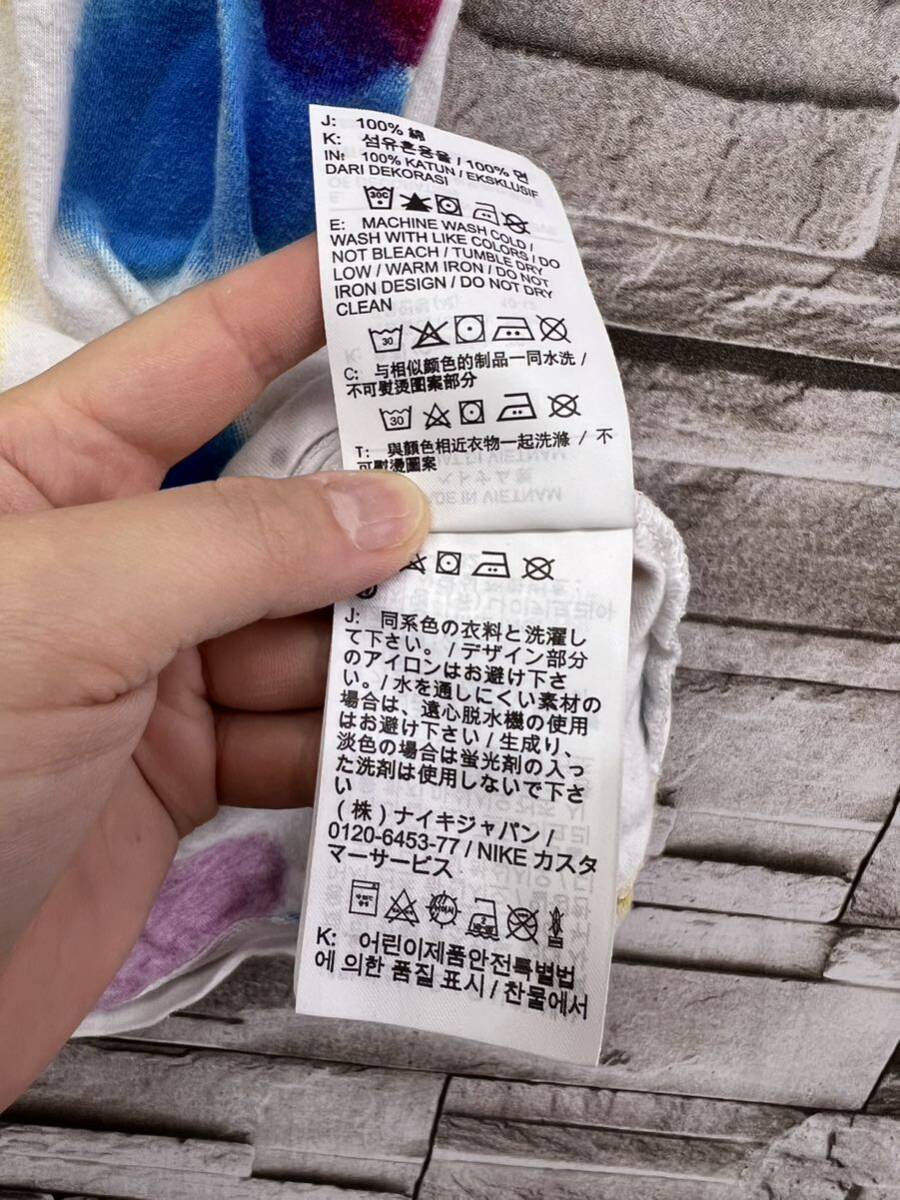 J: 100% 綿
K: 섬유혼용율 / 100% 면
IN: 100% KATUN / EKSKLUSIF
DARI DEKORASI
30C
E: MACHINE WASH COLD /
WASH WITH LIKE COLORS / DO
NOT BLEACH / TUMBLE DRY
LOW / WARM IRON / DO NOT
IRON DESIGN / DO NOT DRY
CLEAN
30
C: 与相似颜色的制品一同水洗 /
不可熨烫图案部分
30
T: 與顏色相近衣物一起洗滌 / 不
可熨燙圖案
J: 同系色の衣料と洗濯し
て下さい。/ デザイン部分
のアイロンはお避け下さ
い。/ 水を通しにくい素材の
場合は、遠心脱水機の使用
はお避け下さい / 生成り、
淡色の場合は蛍光剤の入っ
た洗剤は使用しないで下さ
い
(株) ナイキジャパン /
0120-6453-77 / NIKE カスタ
マーサービス
K: 어린이제품안전특별법
에 의한 품질 표시 / 찬물에서